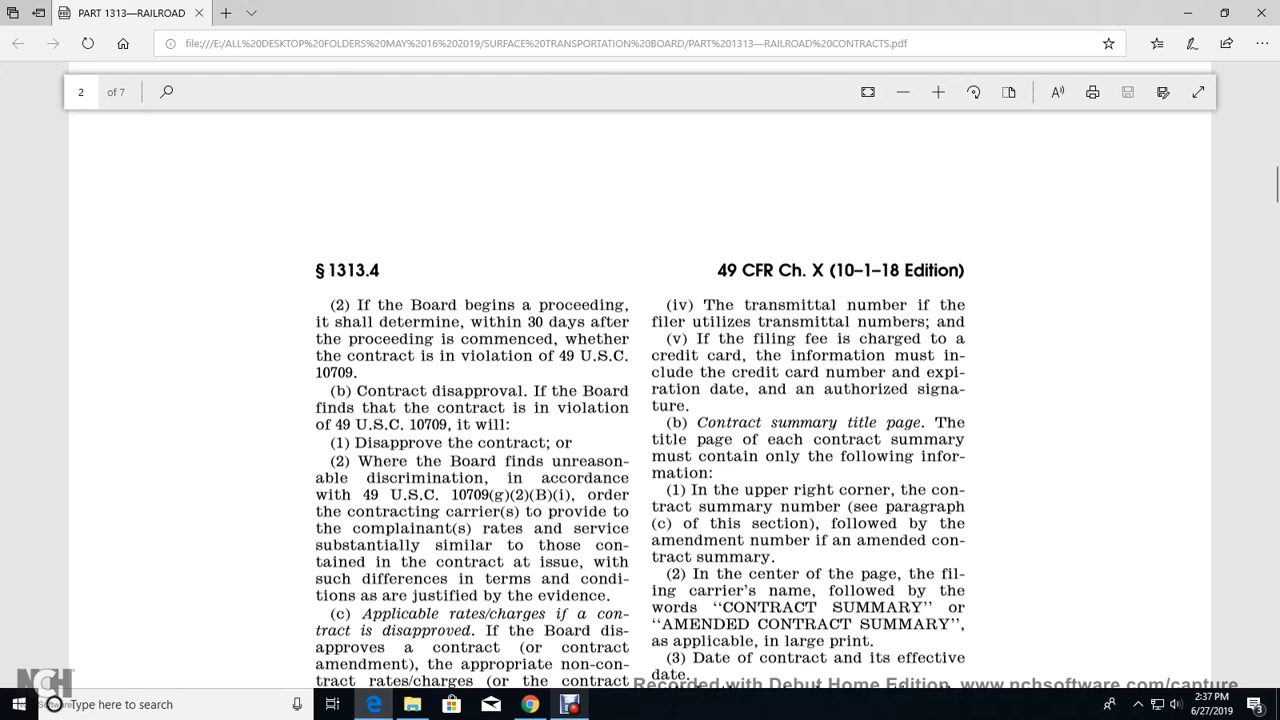 PART 1313—RAILROAD
file:///E:/ALL%20DESKTOP%20FOLDERS%20MAY%2016%202019/SURFACE%20TRANSPORTATION%20BOARD/PART%201313—RAILROAD%20CONTRACTS.pdf
2 of 7
§ 1313.4
(2) If the Board begins a proceeding,
it shall determine, within 30 days after
the proceeding is commenced, whether
the contract is in violation of 49 U.S.C.
10709.
(b) Contract disapproval. If the Board
finds that the contract is in violation
of 49 U.S.C. 10709, it will:
(1) Disapprove the contract; or
(2) Where the Board finds unreason-
able discrimination, in accordance
with 49 U.S.C. 10709(g)(2)(B)(i), order
the contracting carrier(s) to provide to
the complainant(s) rates and service
substantially similar to those con-
tained in the contract at issue, with
such differences in terms and condi-
tions as are justified by the evidence.
(c) Applicable rates/charges if a con-
tract is disapproved. If the Board dis-
approves a contract (or contract
amendment), the appropriate non-con-
tract rates/charges (or the contract
49 CFR Ch. X (10–1–18 Edition)
(iv) The transmittal number if the
filer utilizes transmittal numbers; and
(v) If the filing fee is charged to a
credit card, the information must in-
clude the credit card number and expi-
ration date, and an authorized signa-
ture.
(b) Contract summary title page. The
title page of each contract summary
must contain only the following infor-
mation:
(1) In the upper right corner, the con-
tract summary number (see paragraph
(c) of this section), followed by the
amendment number if an amended con-
tract summary.
(2) In the center of the page, the fil-
ing carrier's name, followed by the
words ‘‘CONTRACT SUMMARY’’ or
‘‘AMENDED CONTRACT SUMMARY’’,
as applicable, in large print.
(3) Date of contract and its effective
date.
Recorded with Debut Home Edition. www.nchsoftware.com/capture
NCH
Type here to search
2:37 PM
6/27/2019